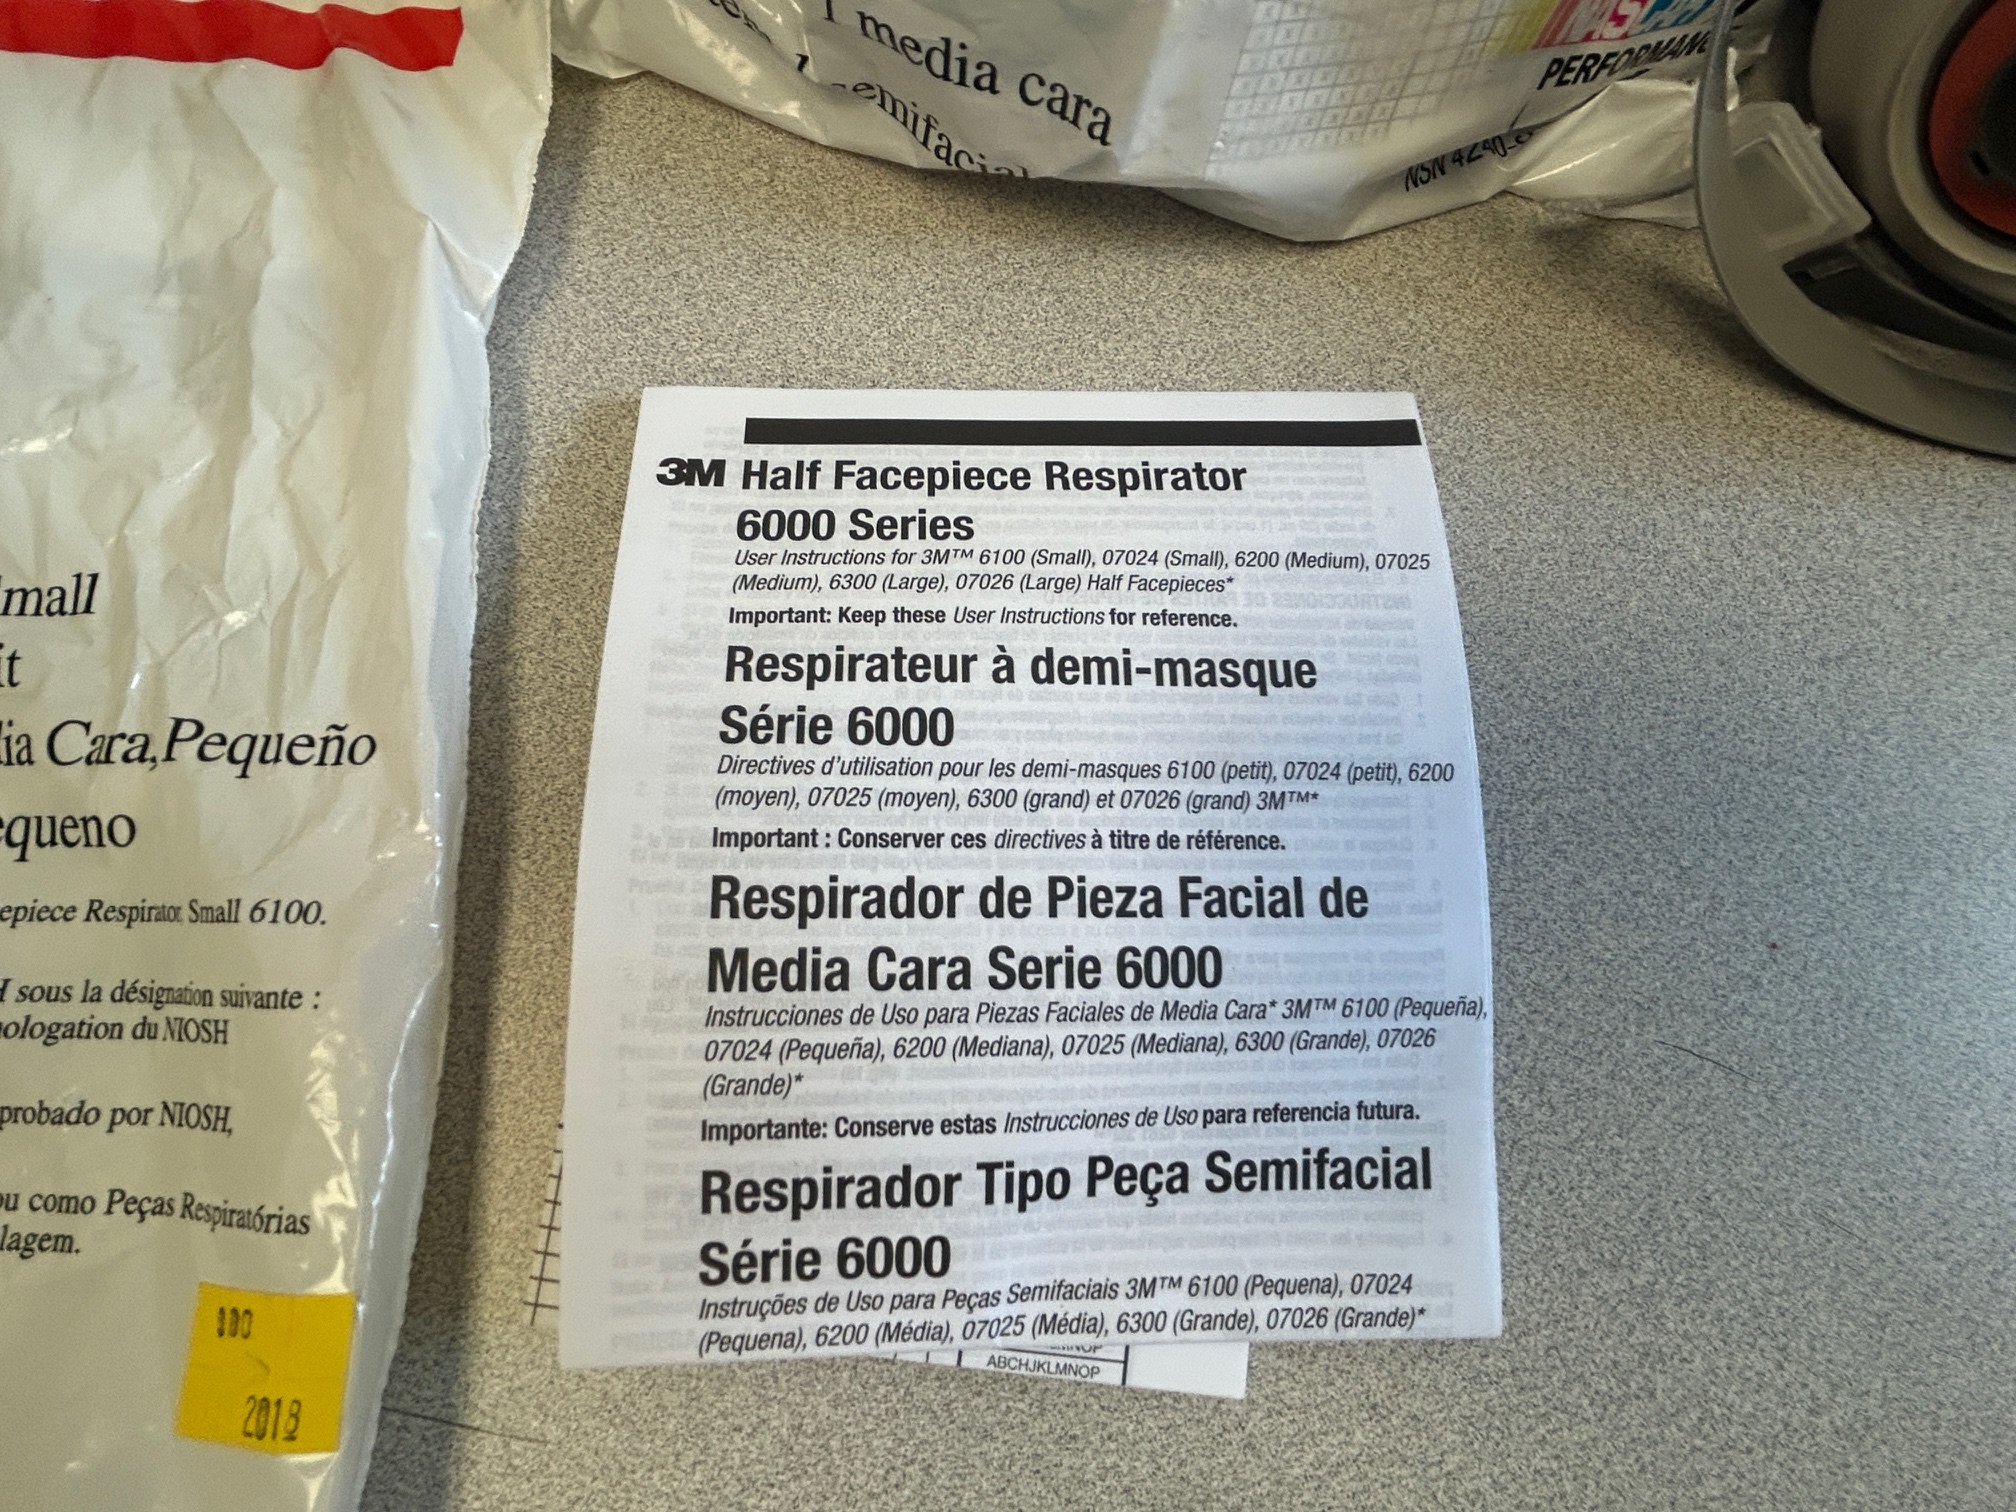 media cara
PERFORMANC
NSN 4240-
3M Half Facepiece Respirator
6000 Series
User Instructions for 3M™ 6100 (Small), 07024 (Small), 6200 (Medium), 07025
(Medium), 6300 (Large), 07026 (Large) Half Facepieces*
Important: Keep these User Instructions for reference.
Respirateur à demi-masque
Série 6000
Directives d'utilisation pour les demi-masques 6100 (petit), 07024 (petit), 6200
(moyen), 07025 (moyen), 6300 (grand) et 07026 (grand) 3M™*
Important : Conserver ces directives à titre de référence.
Respirador de Pieza Facial de
Media Cara Serie 6000
Instrucciones de Uso para Piezas Faciales de Media Cara* 3M™ 6100 (Pequeña),
07024 (Pequeña), 6200 (Mediana), 07025 (Mediana), 6300 (Grande), 07026
(Grande)*
Importante: Conserve estas Instrucciones de Uso para referencia futura.
Respirador Tipo Peça Semifacial
Série 6000
Instruções de Uso para Peças Semifaciais 3M™ 6100 (Pequena), 07024
(Pequena), 6200 (Média), 07025 (Média), 6300 (Grande), 07026 (Grande)*
ABCHJKLMNOP
mall
it
ia Cara, Pequeño
equeno
epiece Respirator Small 6100.
H sous la désignation suivante :
ologation du NIOSH
probado por NIOSH,
ou como Peças Respiratórias
lagem.
2018